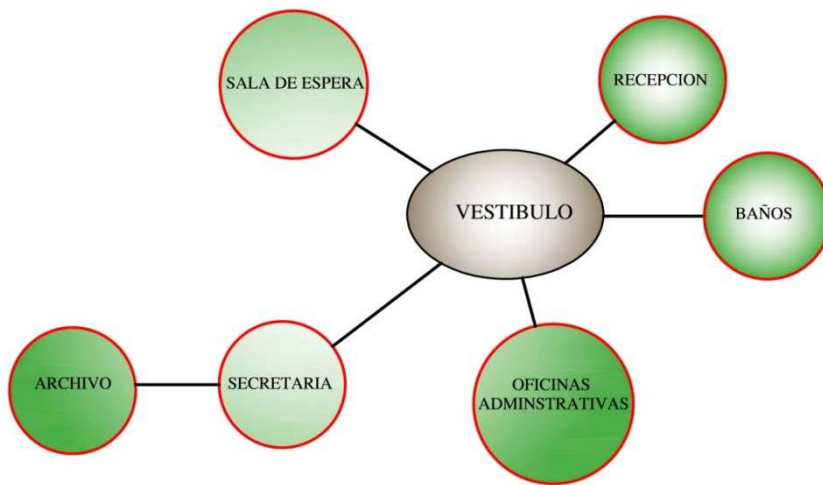 SALA DE ESPERA
RECEPCION
VESTIBULO
BAÑOS
ARCHIVO
SECRETARIA
OFICINAS
ADMINSTRATIVAS